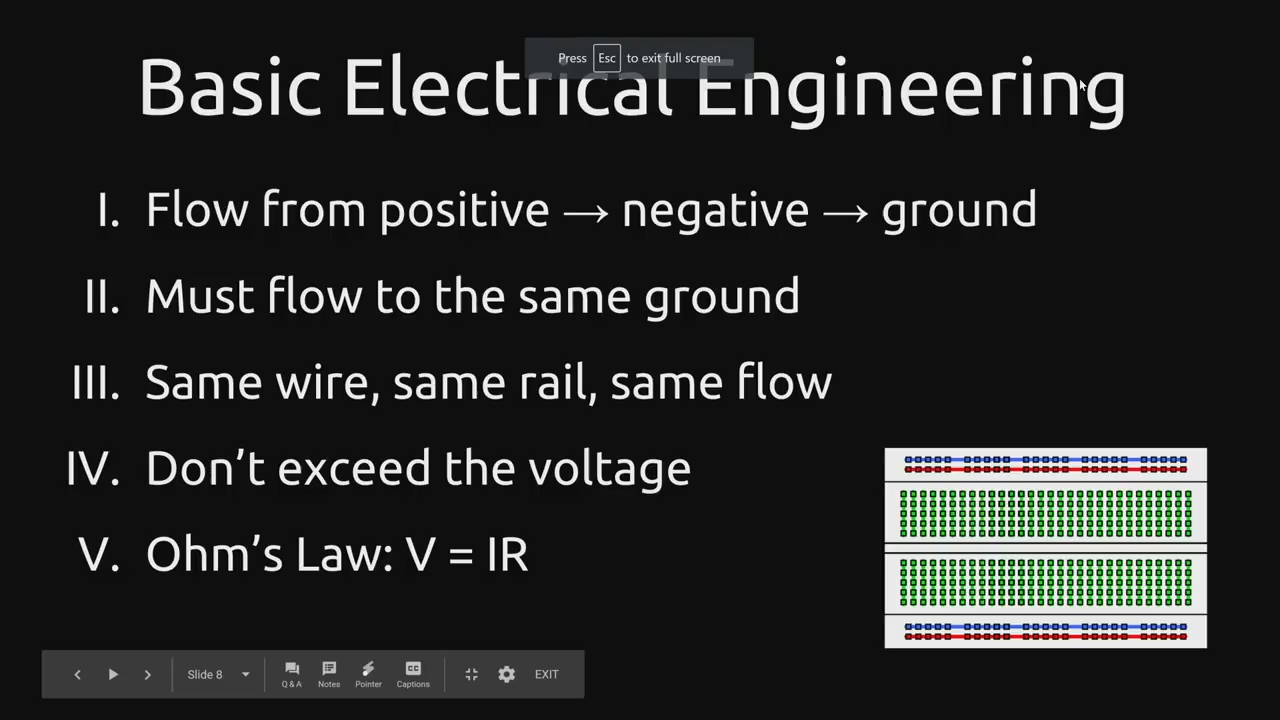 Press Esc to exit full screen
Basic Electrical Engineering
I. Flow from positive → negative → ground
II. Must flow to the same ground
III. Same wire, same rail, same flow
IV. Don’t exceed the voltage
V. Ohm’s Law: V = IR
Slide 8
Q & A Notes Pointer CC Captions EXIT